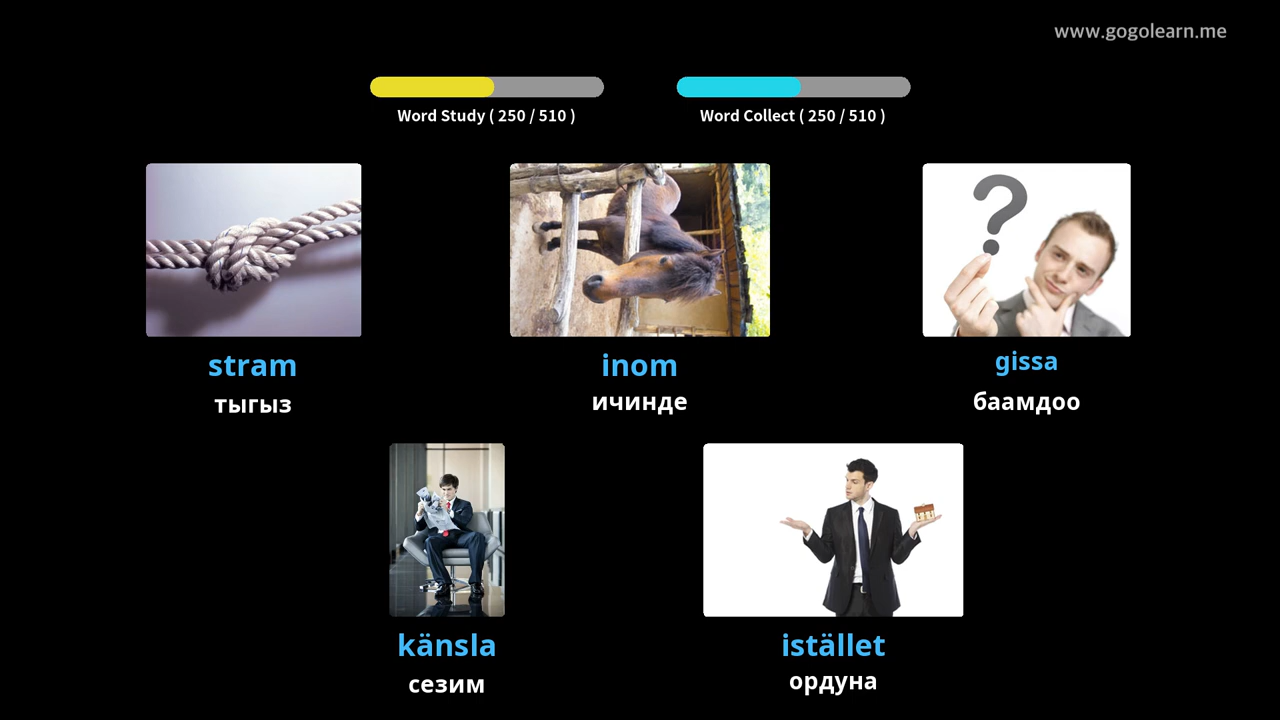 www.gogolearn.me
Word Study ( 250 / 510 )
Word Collect ( 250 / 510 )
stram
тыгыз
inom
ичинде
gissa
баамдоо
känsla
сезим
istället
ордуна